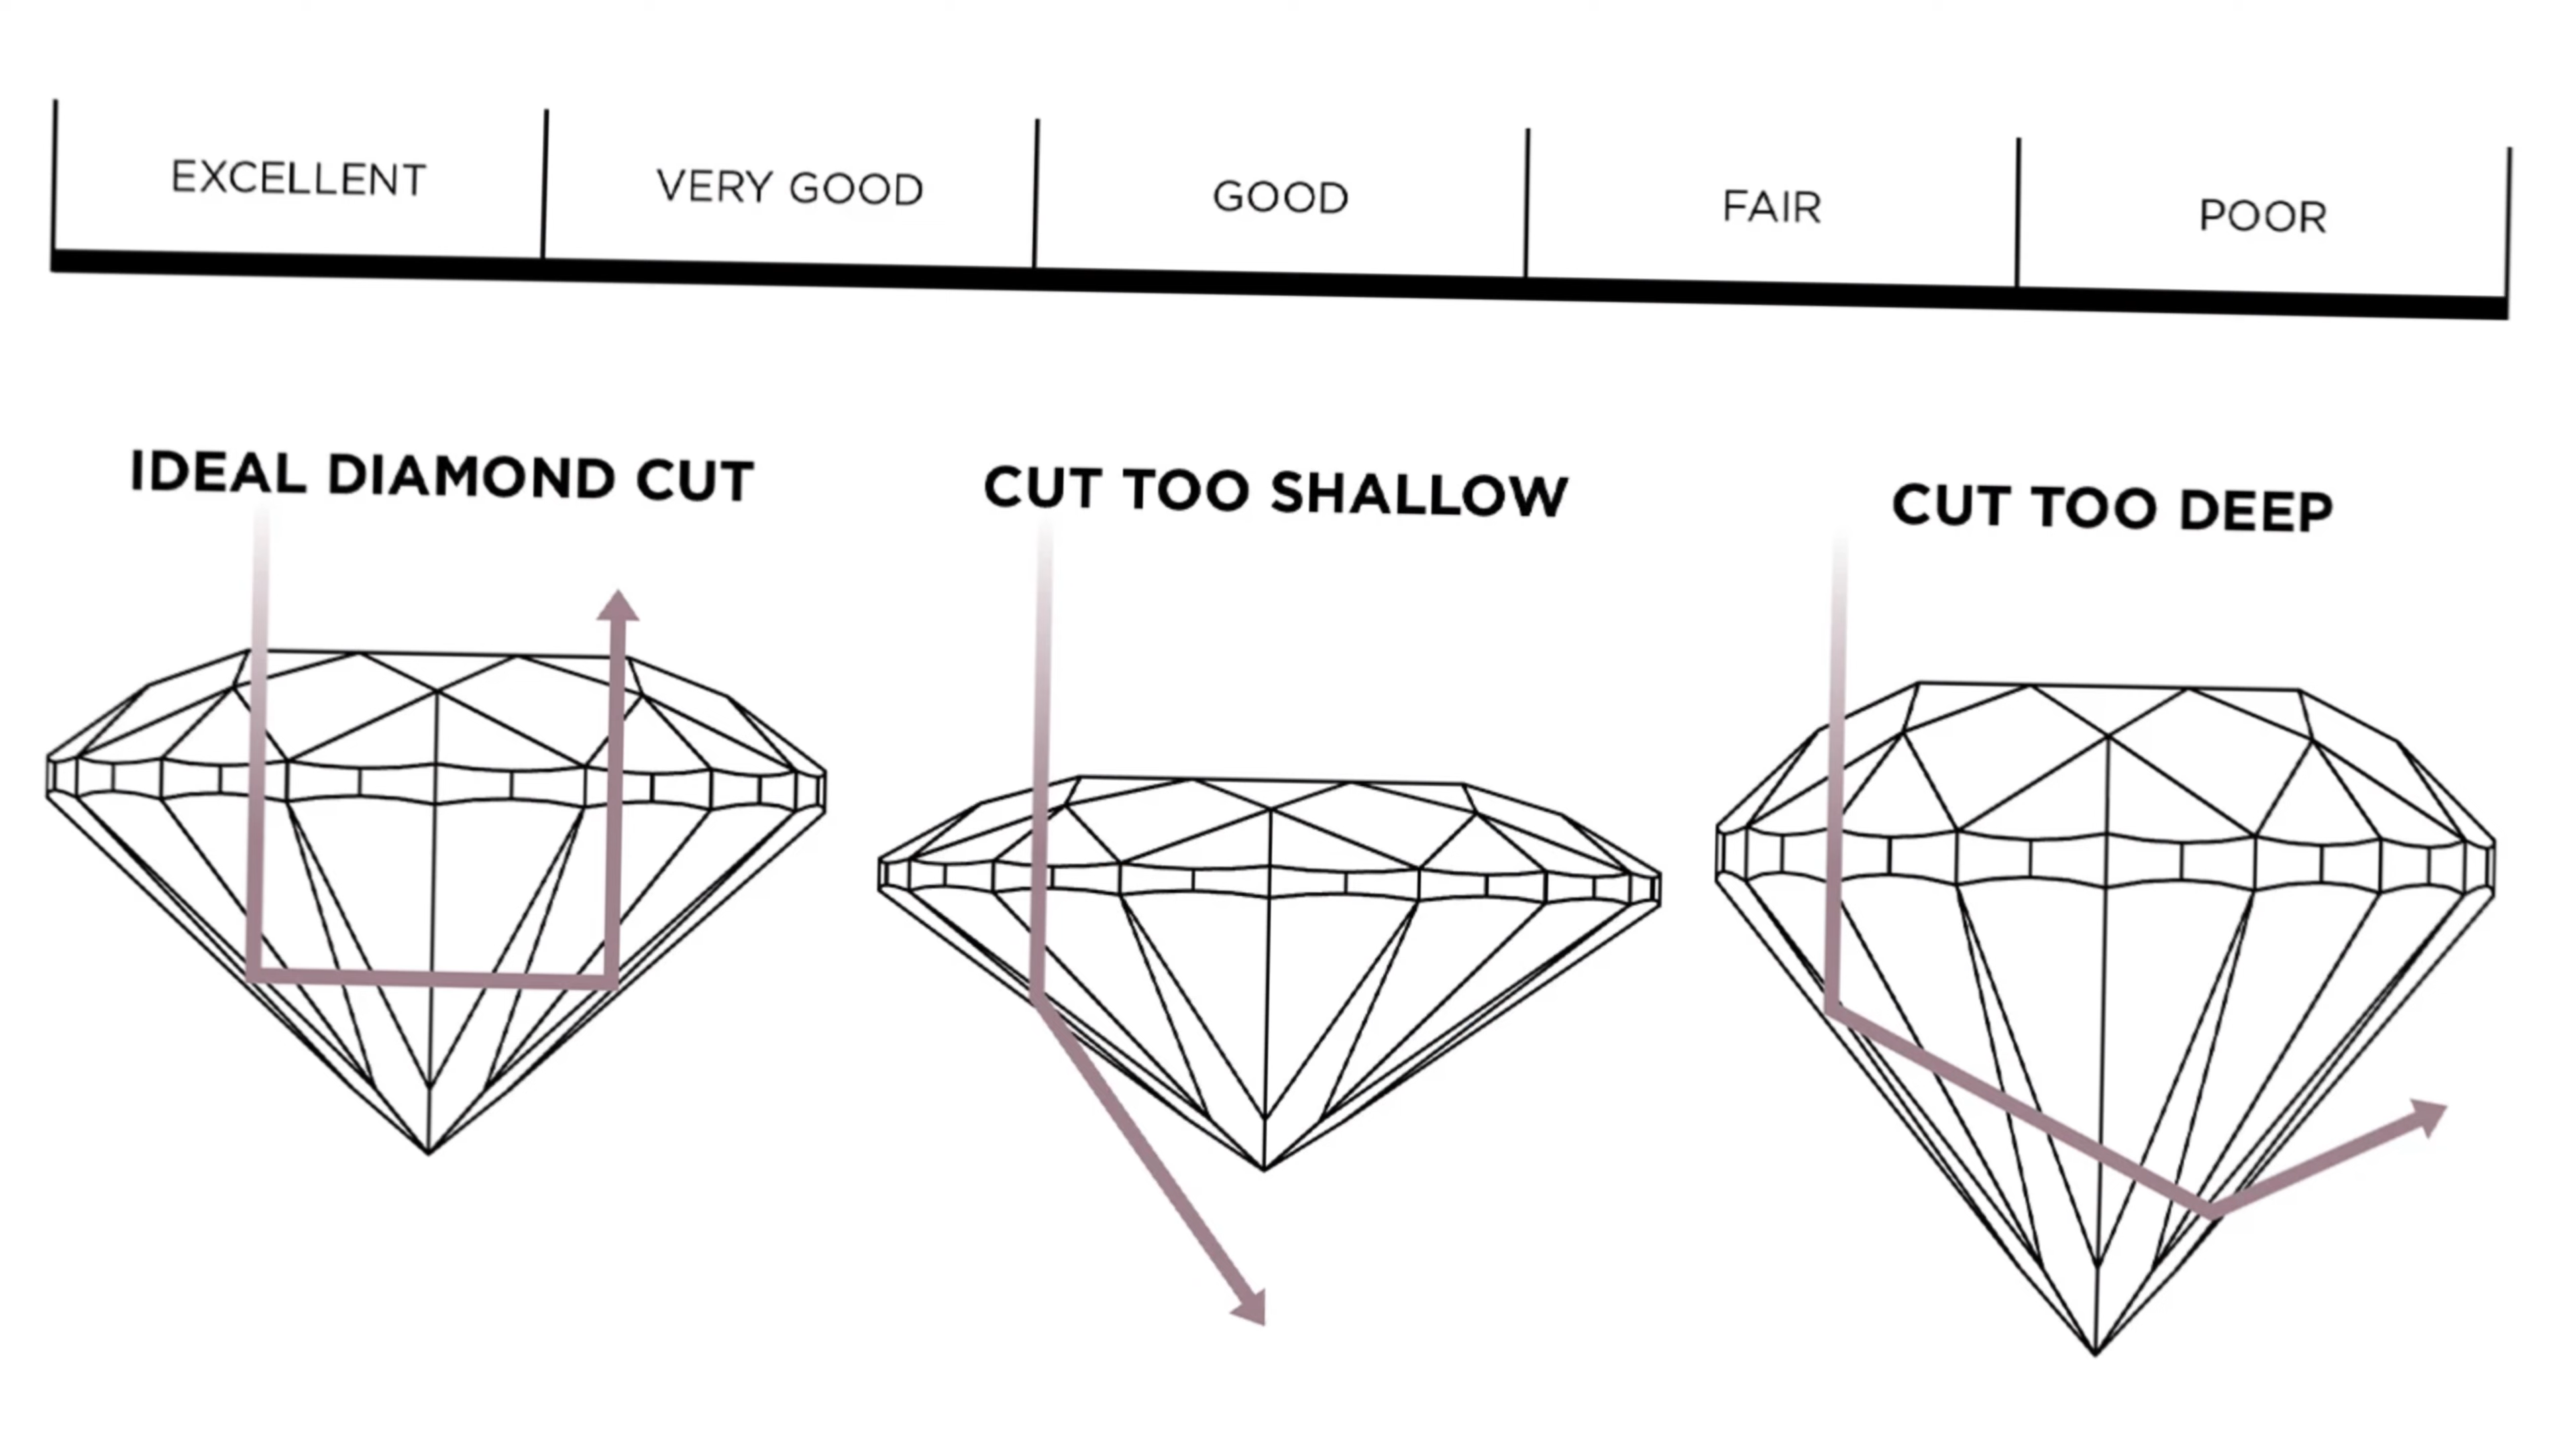 EXCELLENT
VERY GOOD
GOOD
FAIR
POOR
IDEAL DIAMOND CUT
CUT TOO SHALLOW
CUT TOO DEEP